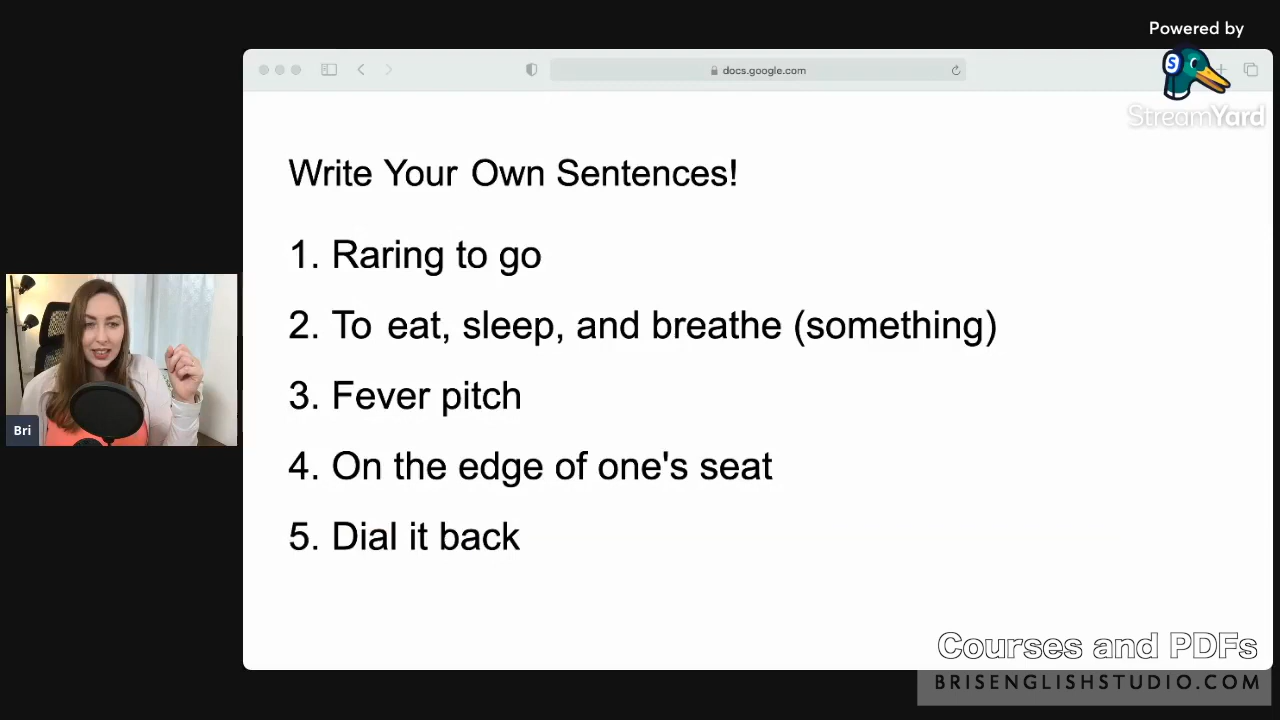 Powered by
docs.google.com
S
StreamYard
Write Your Own Sentences!
1. Raring to go
2. To eat, sleep, and breathe (something)
3. Fever pitch
4. On the edge of one's seat
5. Dial it back
Bri
Courses and PDFs
BRISENGLISHSTUDIO.COM